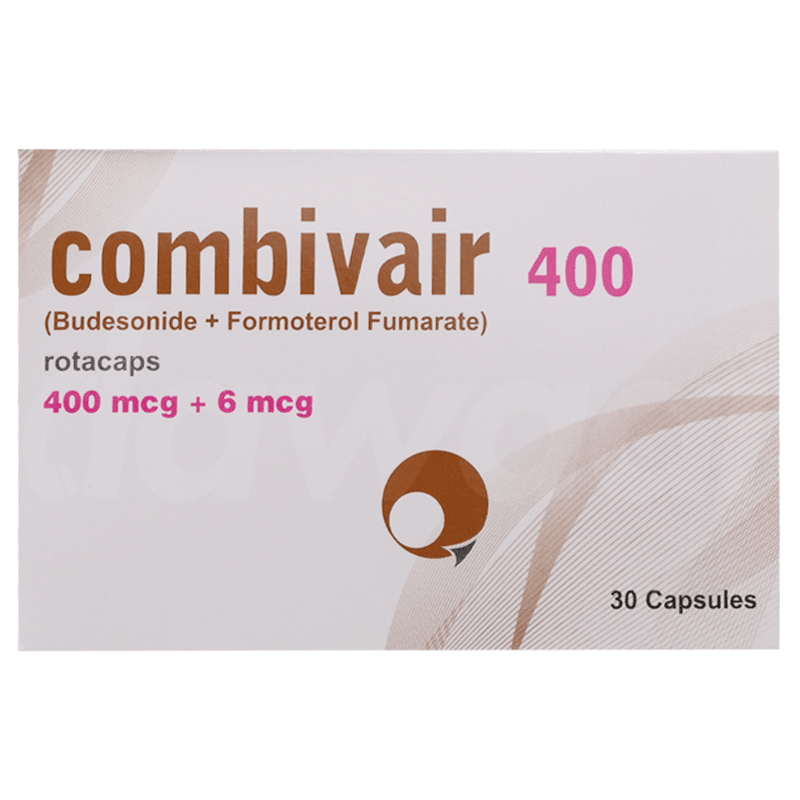 combivair 400
(Budesonide + Formoterol Fumarate)
rotacaps
400 mcg + 6 mcg
30 Capsules